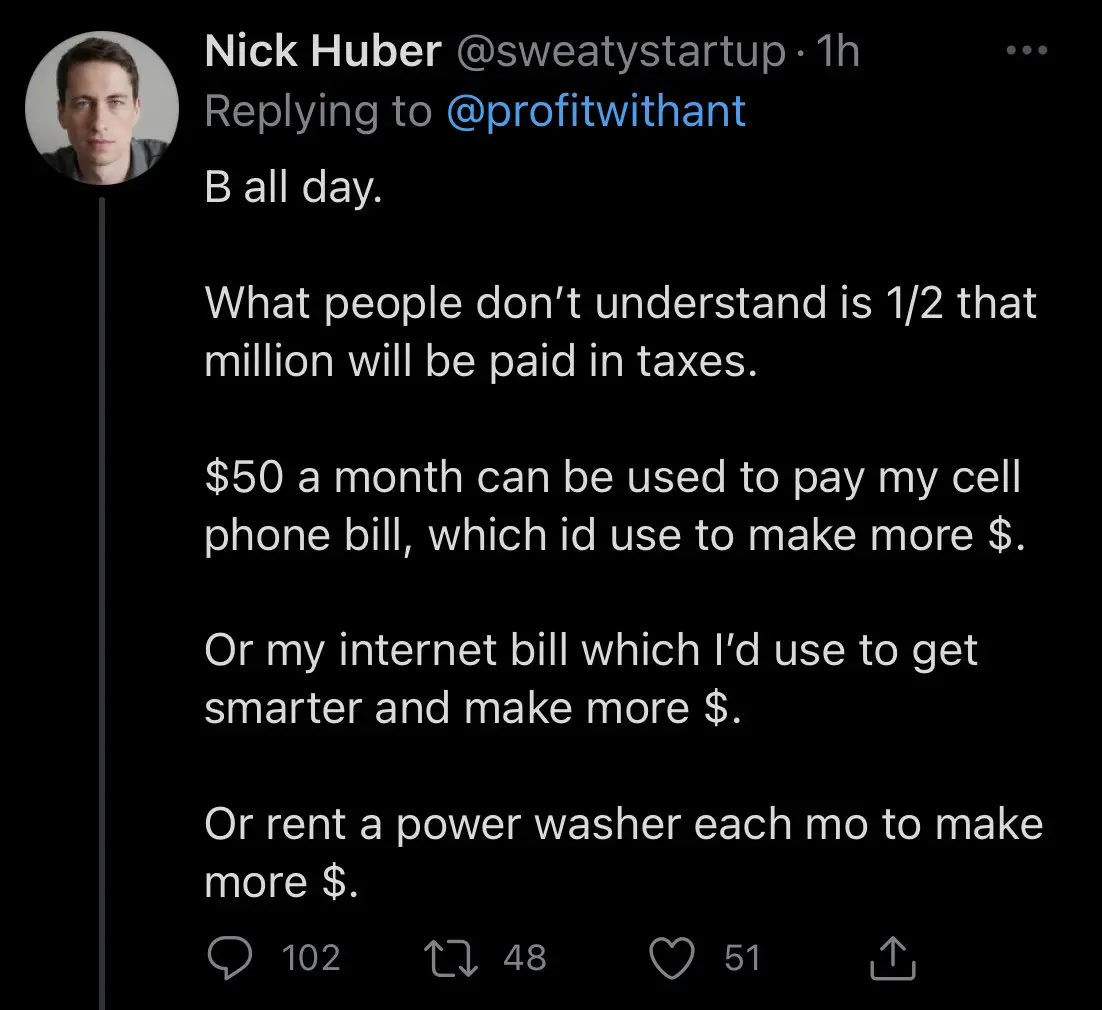 Nick Huber @sweatystartup · 1h
Replying to @profitwithant
B all day.
What people don’t understand is 1/2 that
million will be paid in taxes.
$50 a month can be used to pay my cell
phone bill, which id use to make more $.
Or my internet bill which I’d use to get
smarter and make more $.
Or rent a power washer each mo to make
more $.
102 48 51